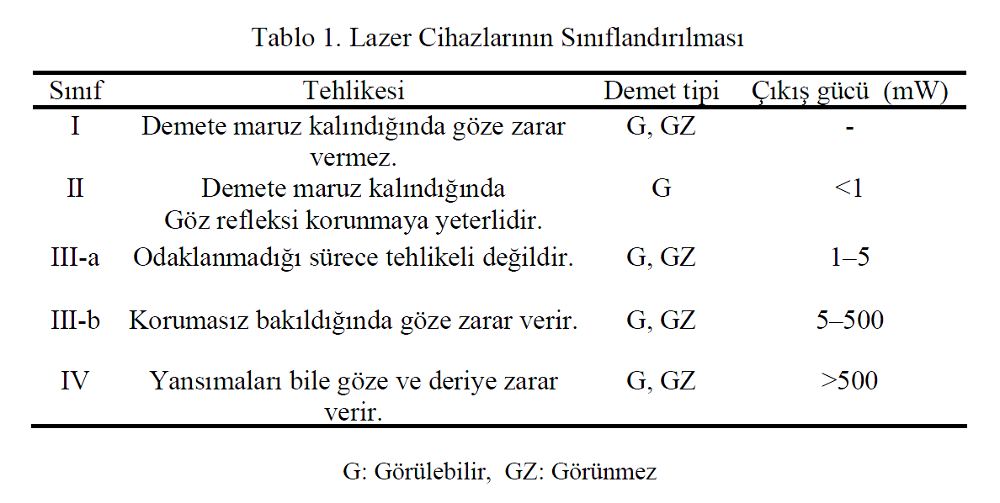 Tablo 1. Lazer Cihazlarının Sınıflandırılması
Sınıf Tehlikesi Demet tipi Çıkış gücü (mW)
I Demete maruz kalındığında göze zarar G, GZ -
vermez.
II Demete maruz kalındığında G <1
Göz refleksi korunmaya yeterlidir.
III-a Odaklanmadığı sürece tehlikeli değildir. G, GZ 1–5
III-b Korumasız bakıldığında göze zarar verir. G, GZ 5–500
IV Yansımaları bile göze ve deriye zarar G, GZ >500
verir.
G: Görülebilir, GZ: Görünmez